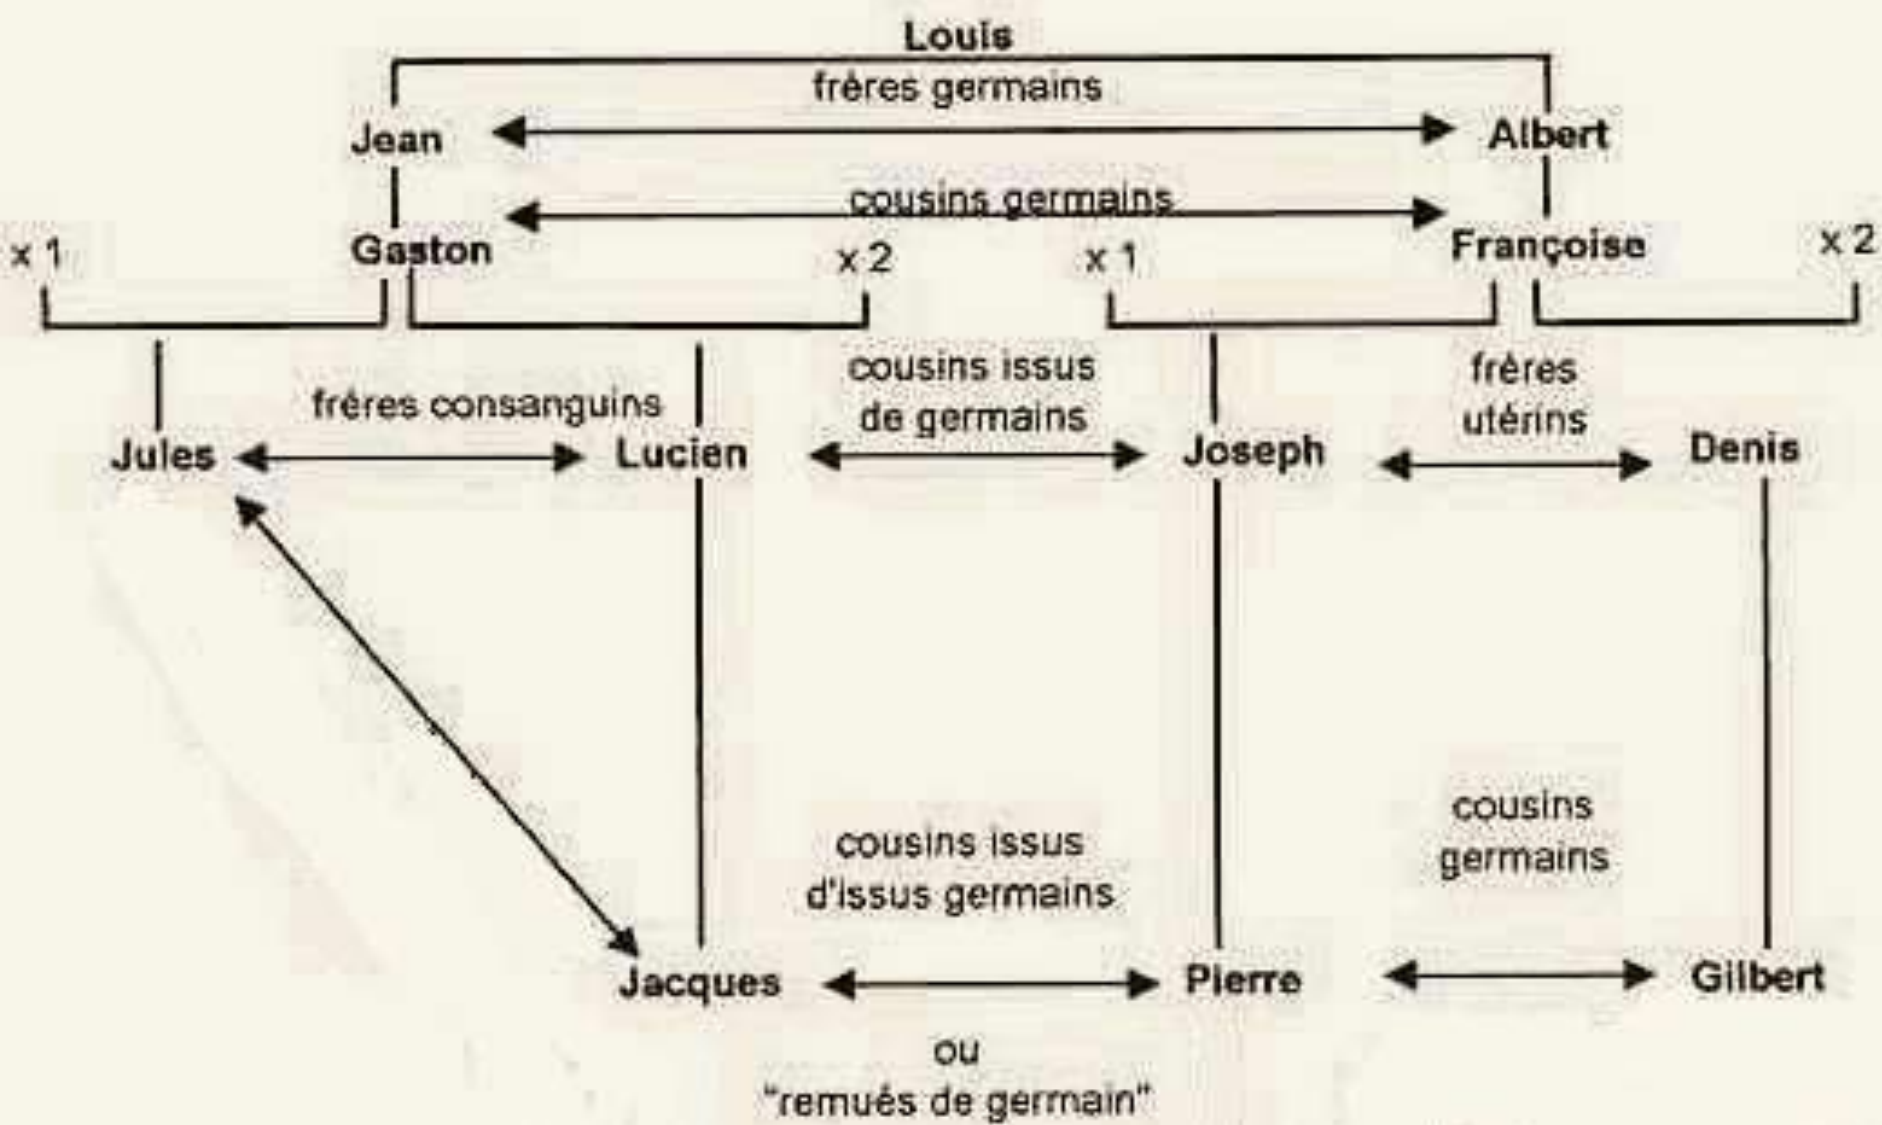 Louis
frères germains
Jean
Albert
cousins germains
x 1
Gaston
x 2
x 1
Françoise
x 2
frères consanguins
cousins issus
de germains
frères
utérins
Jules
Lucien
Joseph
Denis
cousins issus
d'issus germains
cousins
germains
Jacques
Pierre
Gilbert
ou
"remués de germain"